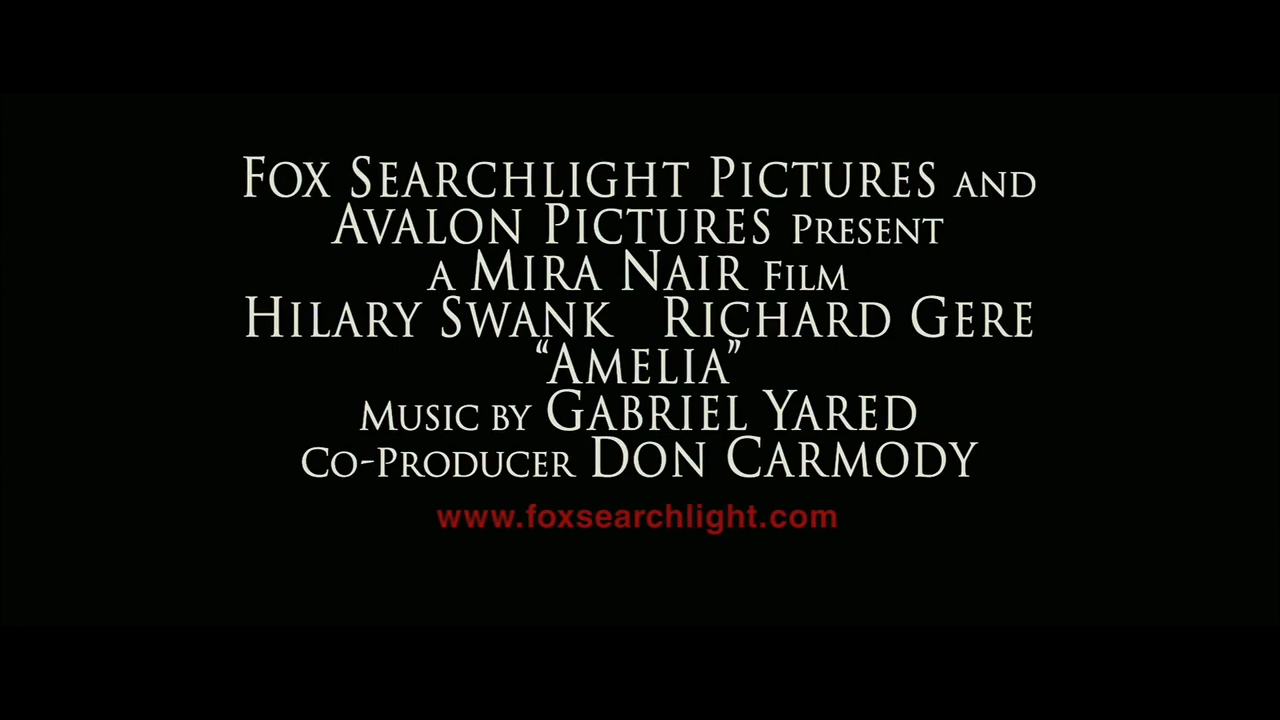 Fox Searchlight Pictures and
Avalon Pictures Present
a Mira Nair Film
Hilary Swank Richard Gere
“Amelia”
Music by Gabriel Yared
Co-Producer Don Carmody
www.foxsearchlight.com